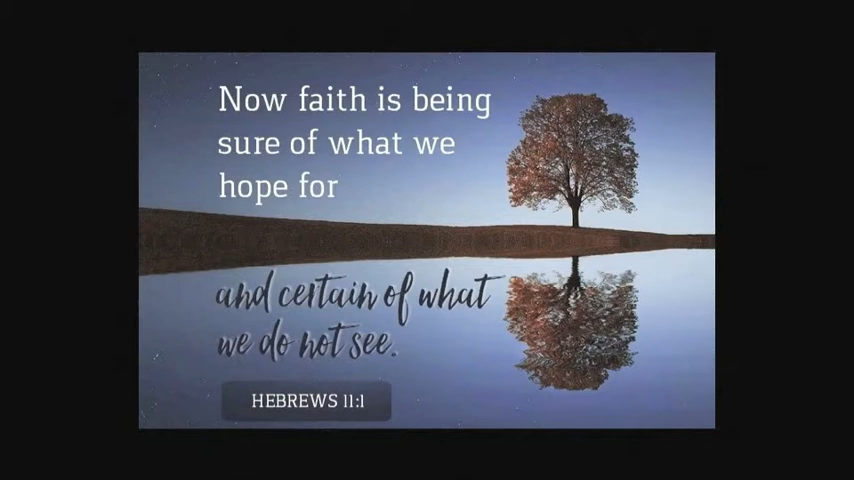 Now faith is being
sure of what we
hope for
and certain of what
we do not see.
HEBREWS 11:1